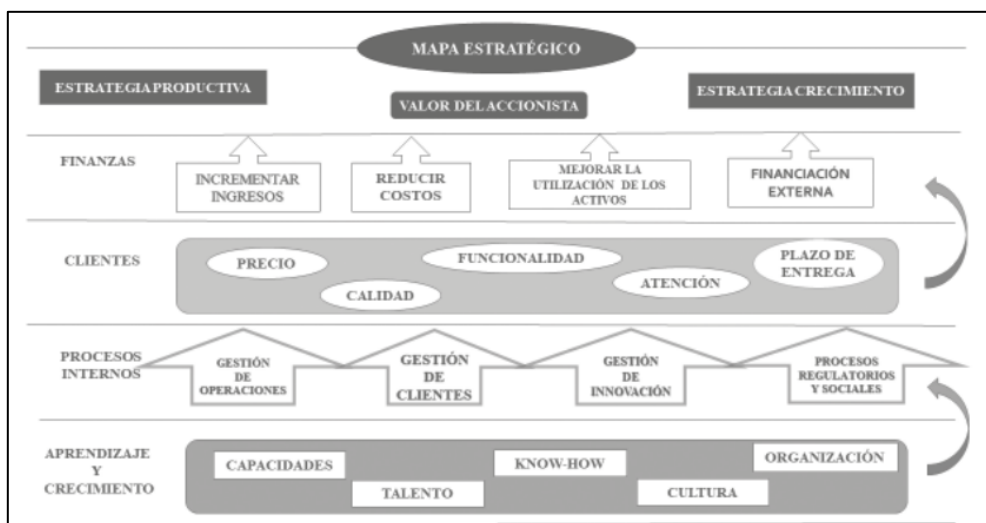 MAPA ESTRATÉGICO
ESTRATEGIA PRODUCTIVA
VALOR DEL ACCIONISTA
ESTRATEGIA CRECIMIENTO
FINANZAS
INCREMENTAR
INGRESOS
REDUCIR
COSTOS
MEJORAR LA
UTILIZACIÓN DE LOS
ACTIVOS
FINANCIACIÓN
EXTERNA
CLIENTES
PRECIO
CALIDAD
FUNCIONALIDAD
ATENCIÓN
PLAZO DE
ENTREGA
PROCESOS
INTERNOS
GESTIÓN
DE
OPERACIONES
GESTIÓN
DE
CLIENTES
GESTIÓN
DE
INNOVACIÓN
PROCESOS
REGULATORIOS
Y SOCIALES
APRENDIZAJE
Y
CRECIMIENTO
CAPACIDADES
TALENTO
KNOW-HOW
CULTURA
ORGANIZACIÓN